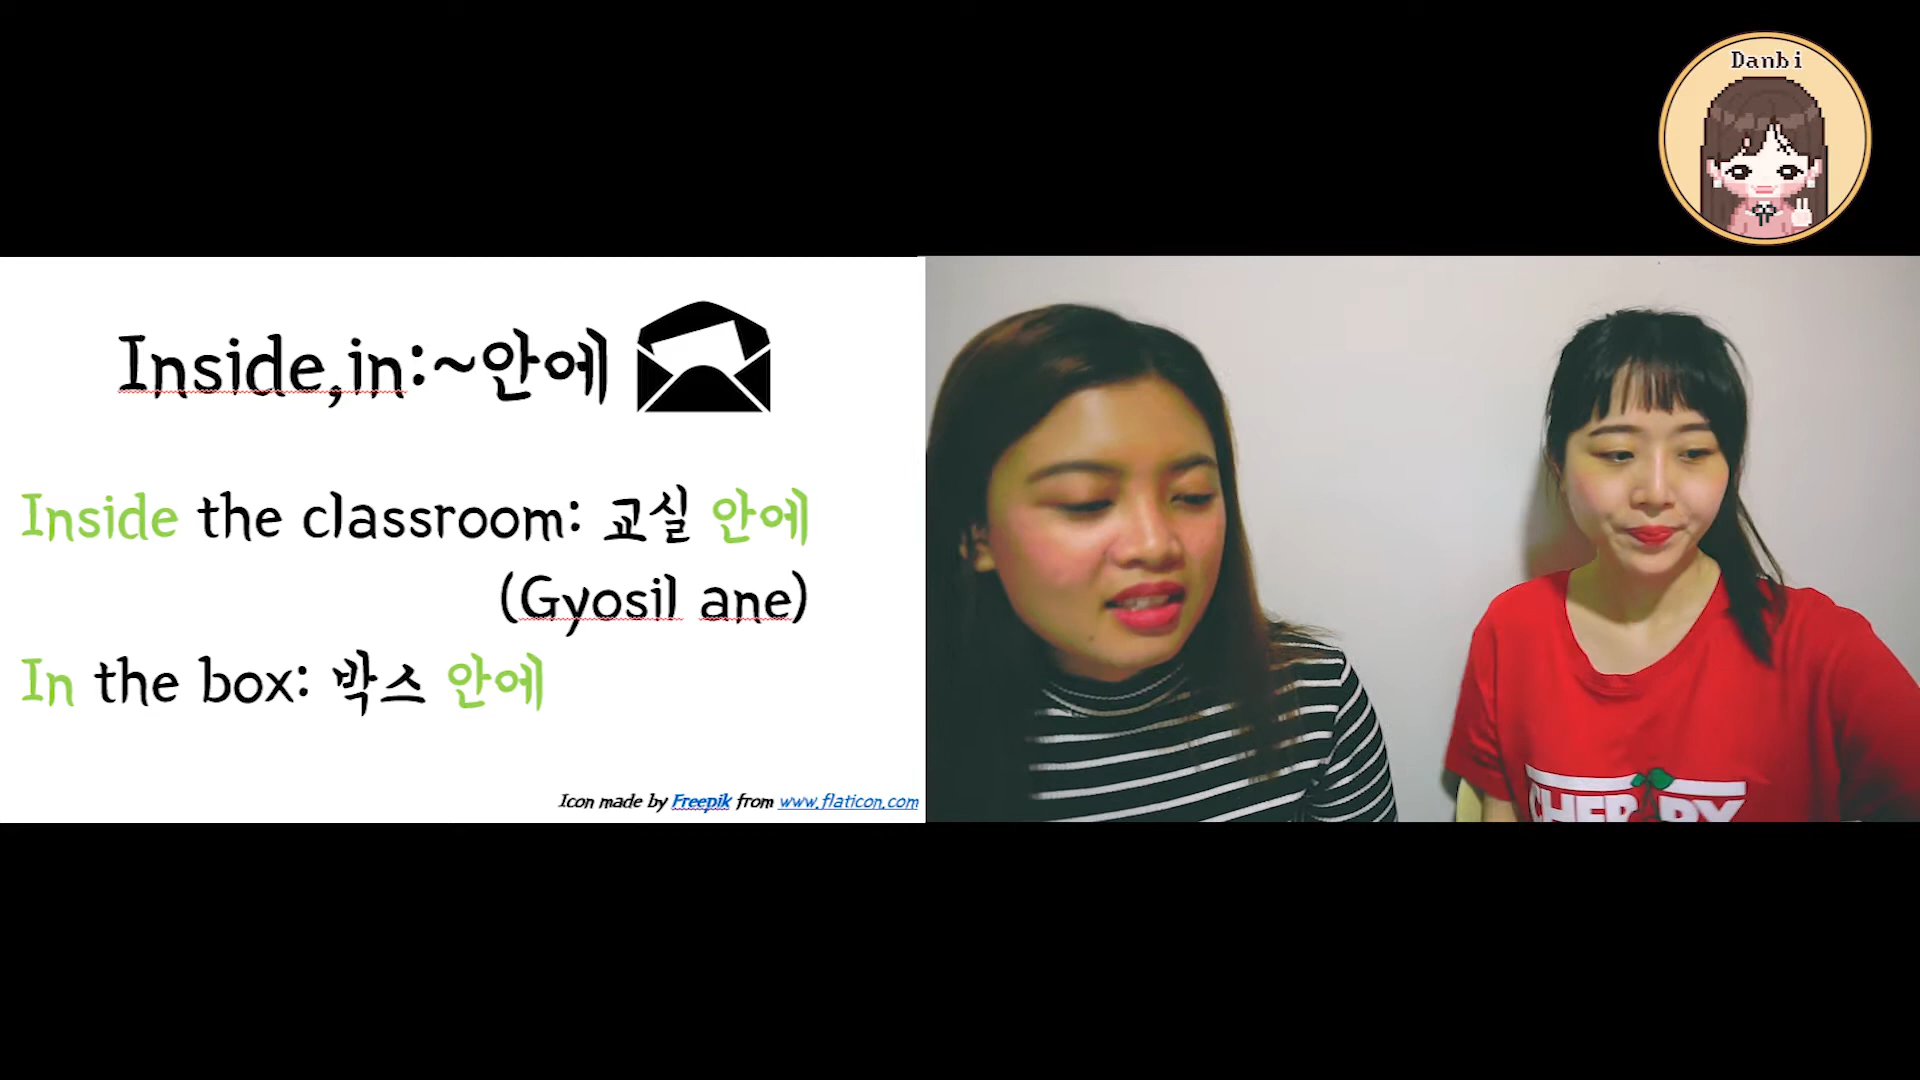 Danbi
Inside,in:~안에
Inside the classroom: 교실 안에
(Gyosil ane)
In the box: 박스 안에
Icon made by Freepik from www.flaticon.com